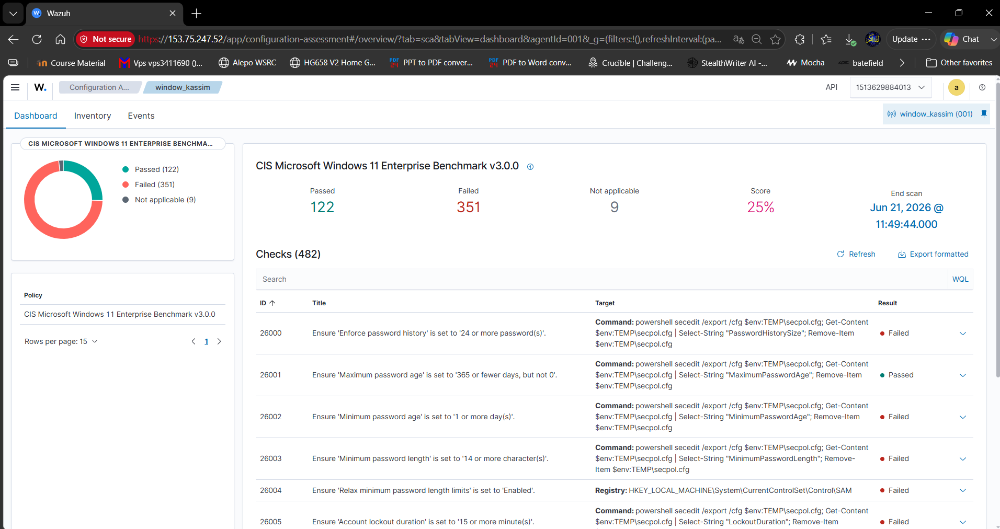 Wazuh
Not secure https://153.75.247.52/app/configuration-assessment#/overview/?tab=sca&tabView=dashboard&agentId=001&_g=(filters:!(),refreshInterval:(pa... Update Chat
Course Material Vps vps3411690 ()... Alepo WSRC HG658 V2 Home G... PPT to PDF conver... PDF to Word conv... Crucible | Challeng... StealthWriter AI -... Mocha batefield Other favorites
W. Configuration A... window_kassim API 1513629884013 a
Dashboard Inventory Events window_kassim (001)
CIS MICROSOFT WINDOWS 11 ENTERPRISE BENCHMA...
Passed (122)
Failed (351)
Not applicable (9)
Policy
CIS Microsoft Windows 11 Enterprise Benchmark v3.0.0
Rows per page: 15 1
CIS Microsoft Windows 11 Enterprise Benchmark v3.0.0
Passed Failed Not applicable Score End scan
122 351 9 25% Jun 21, 2026 @
11:49:44.000
Checks (482) Refresh Export formatted
Search WQL
ID Title Target Result
26000 Ensure 'Enforce password history' is set to '24 or more password(s)'. Command: powershell secedit /export /cfg $env:TEMP\secpol.cfg; Get-Content
$env:TEMP\secpol.cfg | Select-String "PasswordHistorySize"; Remove-Item
$env:TEMP\secpol.cfg Failed
26001 Ensure 'Maximum password age' is set to '365 or fewer days, but not 0'. Command: powershell secedit /export /cfg $env:TEMP\secpol.cfg; Get-Content
$env:TEMP\secpol.cfg | Select-String "MaximumPasswordAge"; Remove-Item
$env:TEMP\secpol.cfg Passed
26002 Ensure 'Minimum password age' is set to '1 or more day(s)'. Command: powershell secedit /export /cfg $env:TEMP\secpol.cfg; Get-Content
$env:TEMP\secpol.cfg | Select-String "MinimumPasswordAge"; Remove-Item
$env:TEMP\secpol.cfg Failed
26003 Ensure 'Minimum password length' is set to '14 or more character(s)'. Command: powershell secedit /export /cfg $env:TEMP\secpol.cfg; Get-Content
$env:TEMP\secpol.cfg | Select-String "MinimumPasswordLength"; Remove-
Item $env:TEMP\secpol.cfg Failed
26004 Ensure 'Relax minimum password length limits' is set to 'Enabled'. Registry: HKEY_LOCAL_MACHINE\System\CurrentControlSet\Control\SAM Failed
26005 Ensure 'Account lockout duration' is set to '15 or more minute(s)'. Command: powershell secedit /export /cfg $env:TEMP\secpol.cfg; Get-Content
$env:TEMP\secpol.cfg | Select-String "LockoutDuration"; Remove-Item Failed